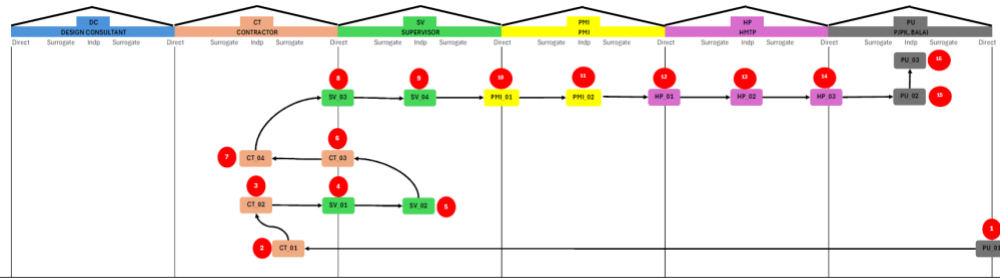 DC CT SV PMI HP PU
DESIGN CONSULTANT CONTRACTOR SUPERVISOR PMI HMTP PJPK, BALAI
Direct Surrogate Indp Surrogate Direct Surrogate Indp Surrogate Direct Surrogate Indp Surrogate Direct Surrogate Indp Surrogate Direct Surrogate Indp Surrogate Direct Surrogate Indp Surrogate Direct
PU_03 16
8 9 10 11 12 13 14
SV_03 SV_04 PMI_01 PMI_02 HP_01 HP_02 HP_03 PU_02 15
6
7 CT_04 CT_03
3 4
CT_02 SV_01 SV_02 5
1
2 CT_01 PU_01